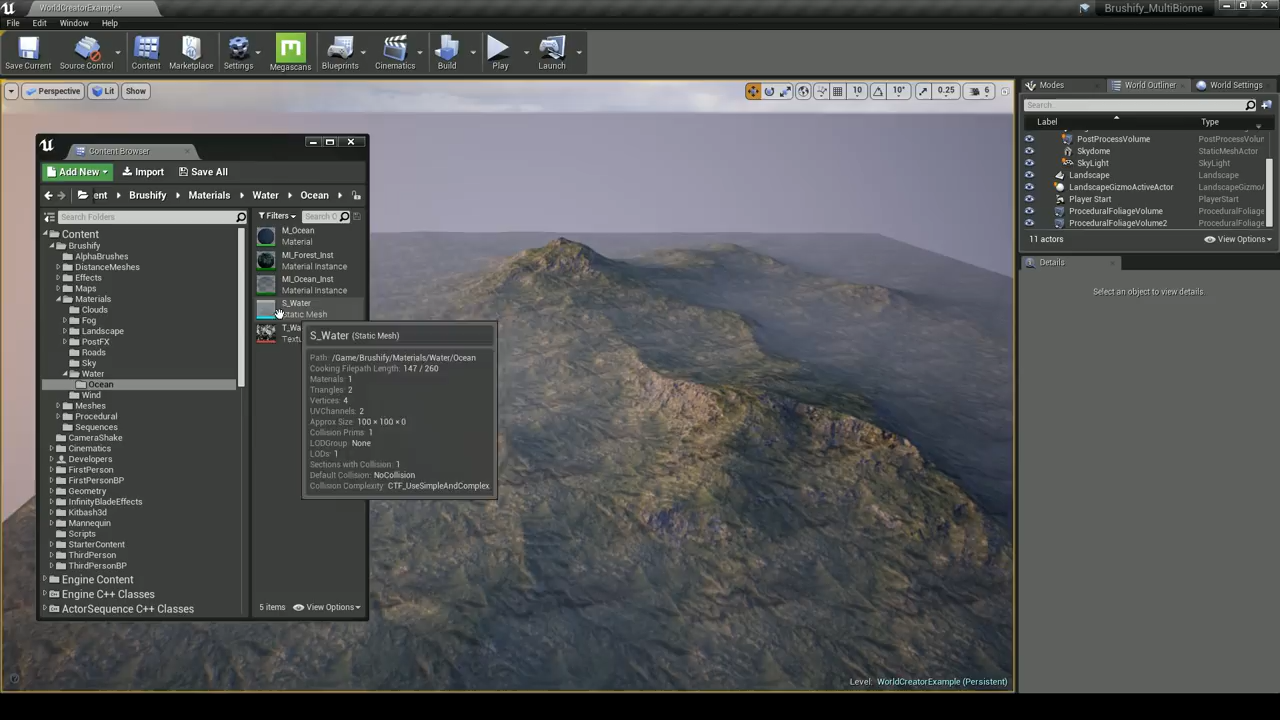 WorldCreatorExample*
Brushify_MultiBiome
File Edit Window Help
Save Current Source Control Content Marketplace Settings Megascans Blueprints Cinematics Build Play Launch
Perspective Lit Show
10 10° 0.25 6
Modes World Outliner World Settings
Search
Label Type
PostProcessVolume PostProcessVolun
Skydome StaticMeshActor
SkyLight SkyLight
Landscape Landscape
LandscapeGizmoActiveActor LandscapeGizmo/
Player Start PlayerStart
ProceduralFoliageVolume ProceduralFoliage
ProceduralFoliageVolume2 ProceduralFoliage
11 actors View Options
Details
Select an object to view details.
Content Browser
Add New Import Save All
ent Brushify Materials Water Ocean
Search Folders
Filters Search C
Content
Brushify
AlphaBrushes
DistanceMeshes
Effects
Maps
Materials
Clouds
Fog
Landscape
PostFX
Roads
Sky
Water
Ocean
Wind
Meshes
Procedural
Sequences
CameraShake
Cinematics
Developers
FirstPerson
FirstPersonBP
Geometry
InfinityBladeEffects
Kitbash3d
Mannequin
Scripts
StarterContent
ThirdPerson
ThirdPersonBP
Engine Content
Engine C++ Classes
ActorSequence C++ Classes
M_Ocean
Material
MI_Forest_Inst
Material Instance
MI_Ocean_Inst
Material Instance
S_Water
Static Mesh
T_Wa
Textu
5 items View Options
S_Water (Static Mesh)
Path: /Game/Brushify/Materials/Water/Ocean
Cooking Filepath Length: 147 / 260
Materials: 1
Triangles: 2
Vertices: 4
UVChannels: 2
Approx Size: 100 × 100 × 0
Collision Prims: 1
LODGroup: None
LODs: 1
Sections with Collision: 1
Default Collision: NoCollision
Collision Complexity: CTF_UseSimpleAndComplex
Level: WorldCreatorExample (Persistent)